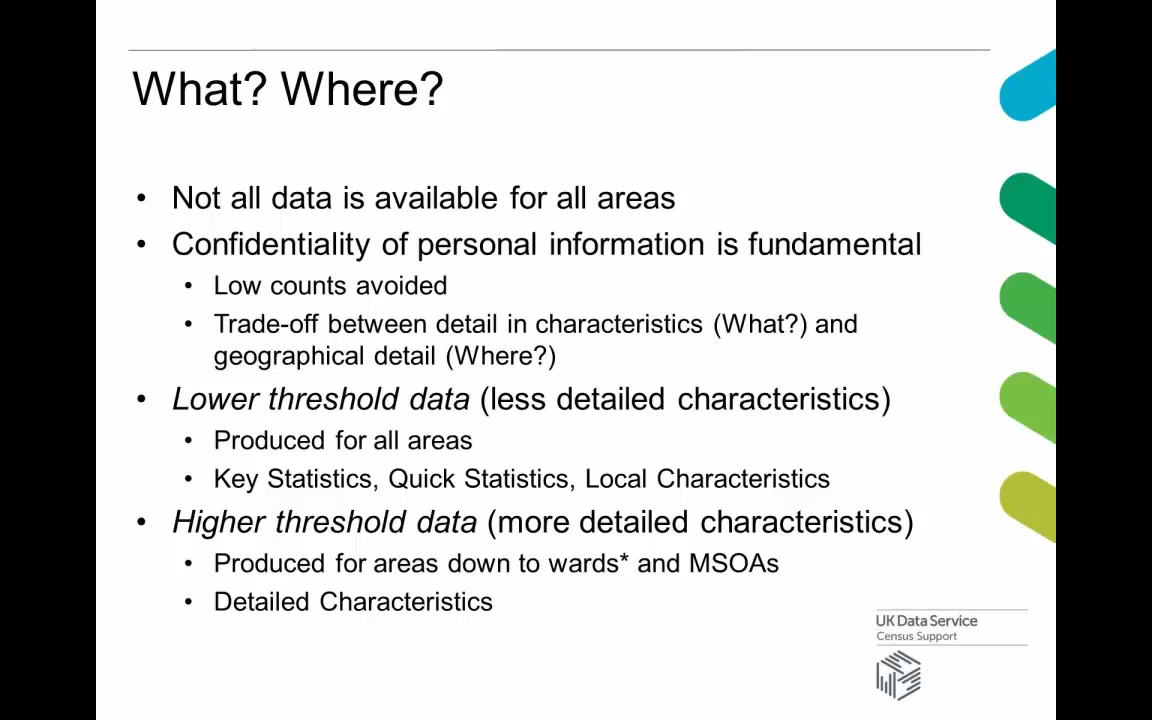 What? Where?
• Not all data is available for all areas
• Confidentiality of personal information is fundamental
• Low counts avoided
• Trade-off between detail in characteristics (What?) and
geographical detail (Where?)
• Lower threshold data (less detailed characteristics)
• Produced for all areas
• Key Statistics, Quick Statistics, Local Characteristics
• Higher threshold data (more detailed characteristics)
• Produced for areas down to wards* and MSOAs
• Detailed Characteristics
UK Data Service
Census Support